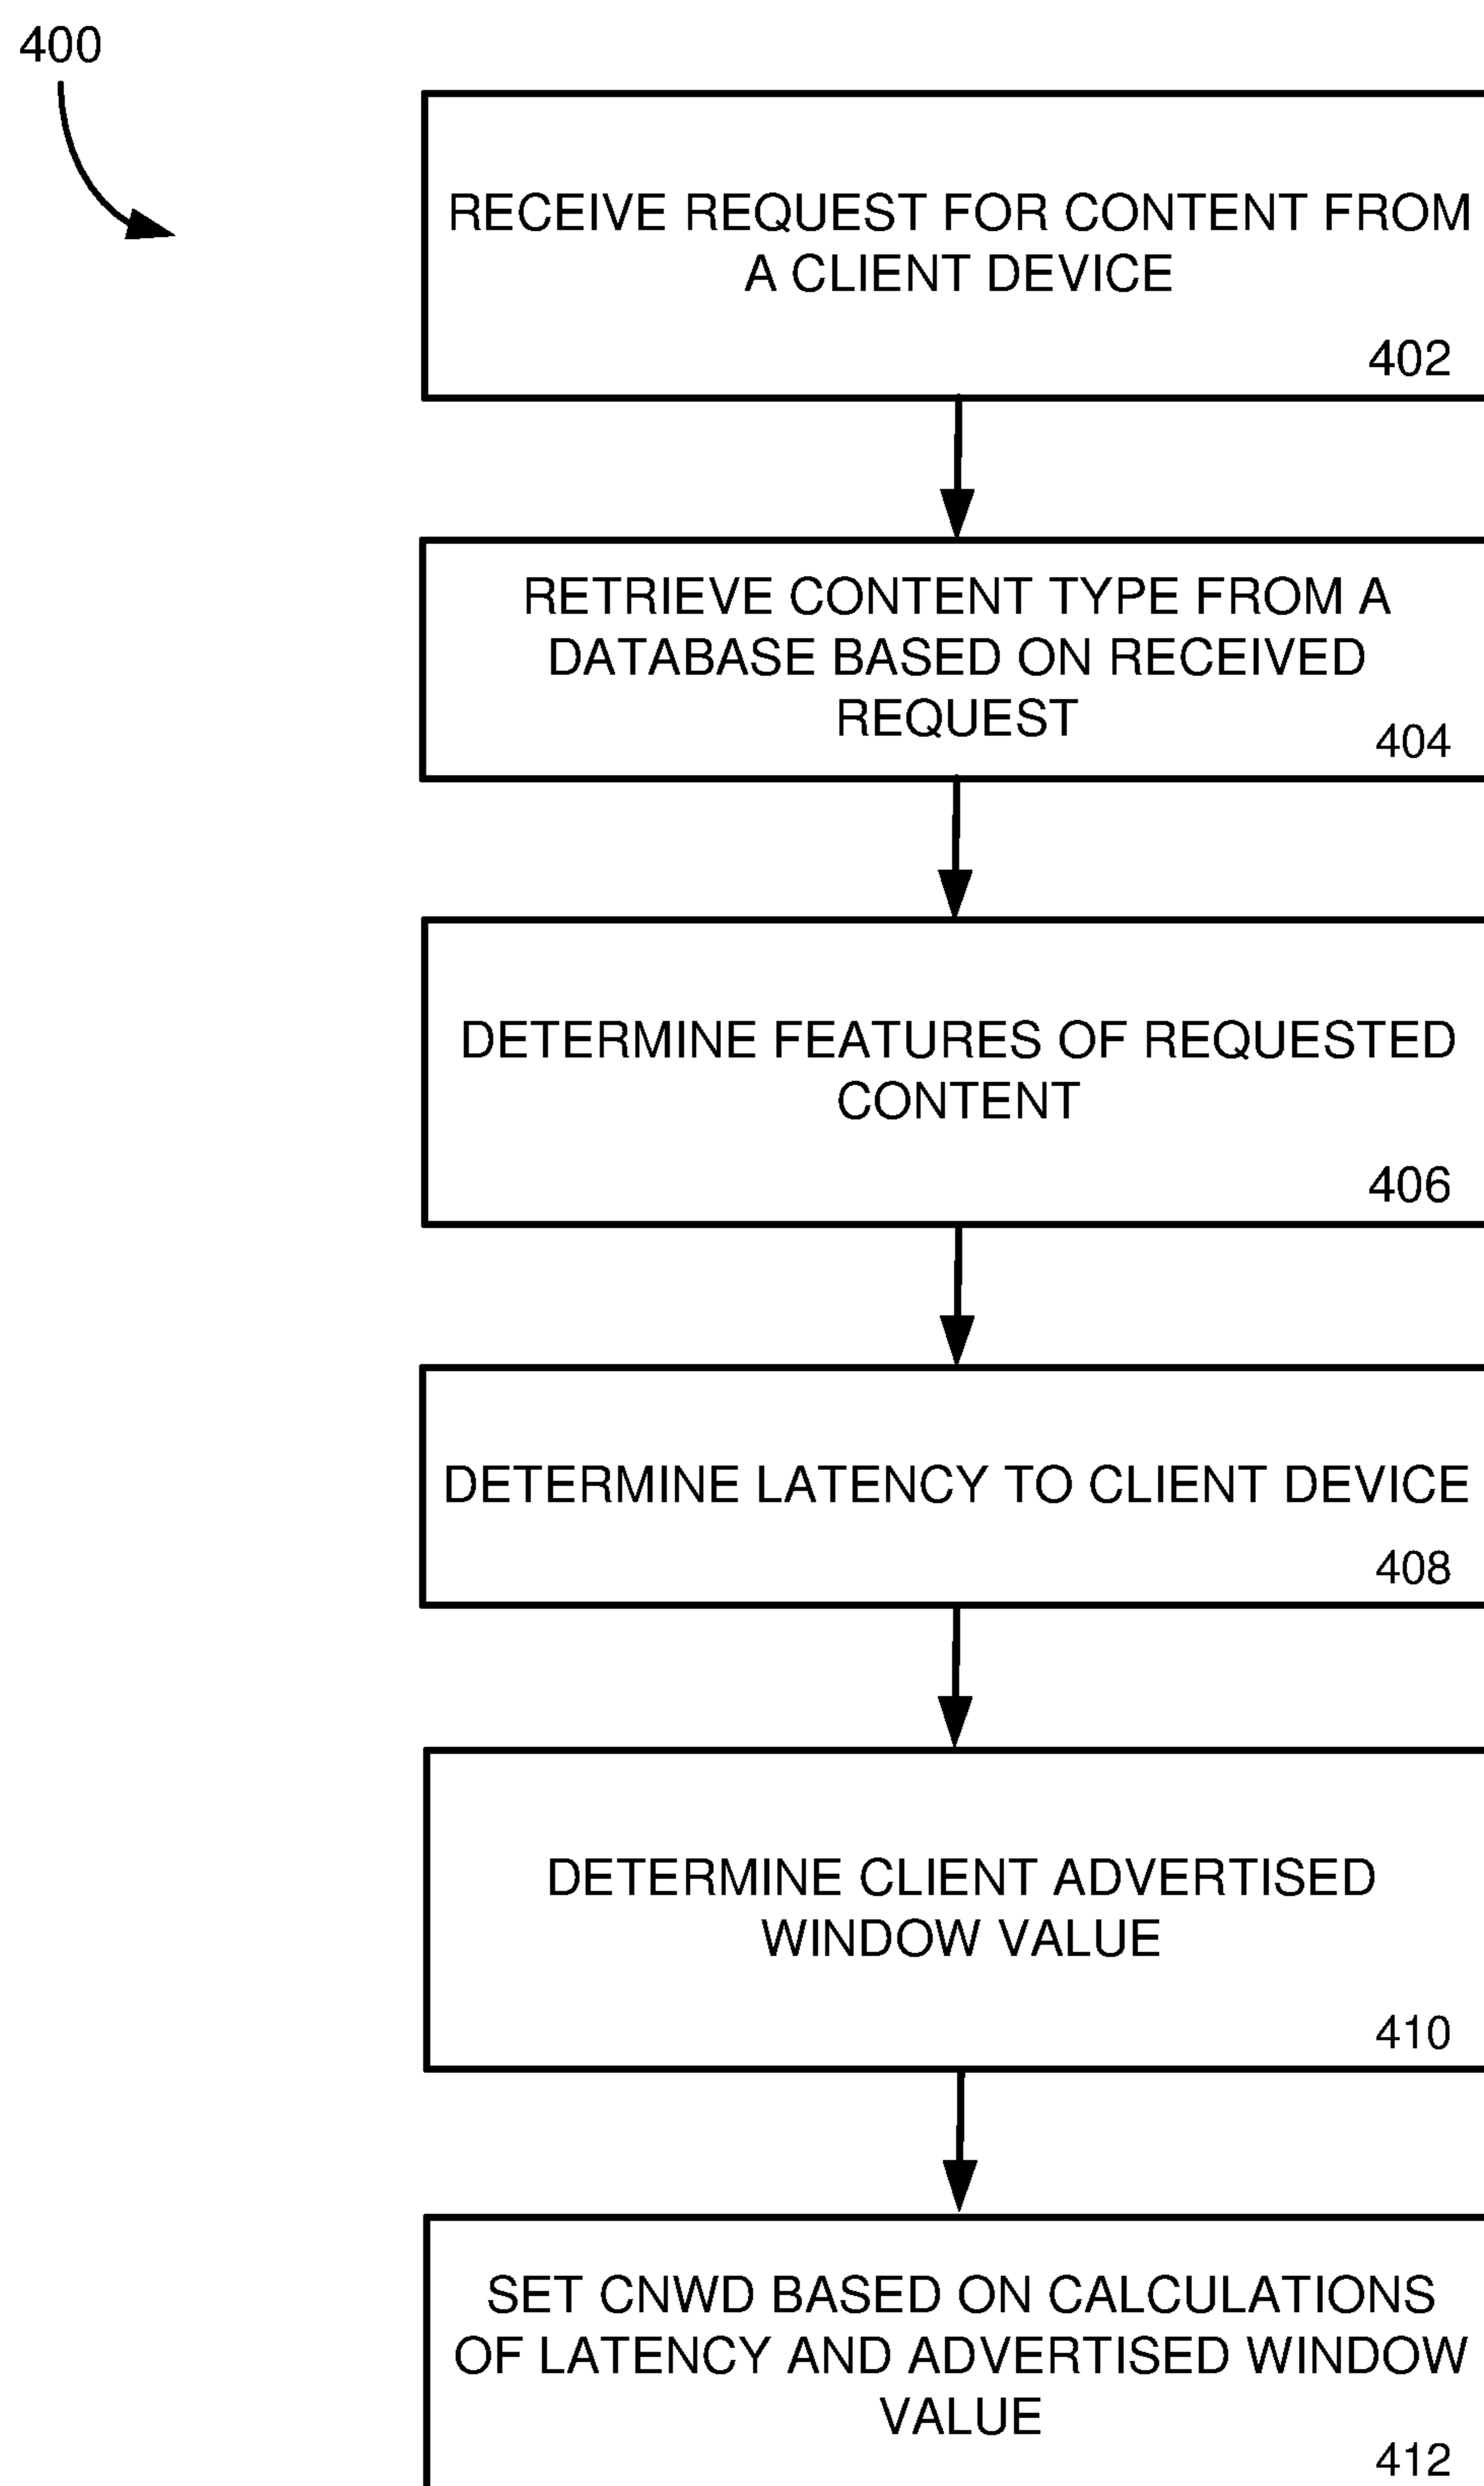 400
RECEIVE REQUEST FOR CONTENT FROM
A CLIENT DEVICE
402
RETRIEVE CONTENT TYPE FROM A
DATABASE BASED ON RECEIVED
REQUEST
404
DETERMINE FEATURES OF REQUESTED
CONTENT
406
DETERMINE LATENCY TO CLIENT DEVICE
408
DETERMINE CLIENT ADVERTISED
WINDOW VALUE
410
SET CNWD BASED ON CALCULATIONS
OF LATENCY AND ADVERTISED WINDOW
VALUE
412